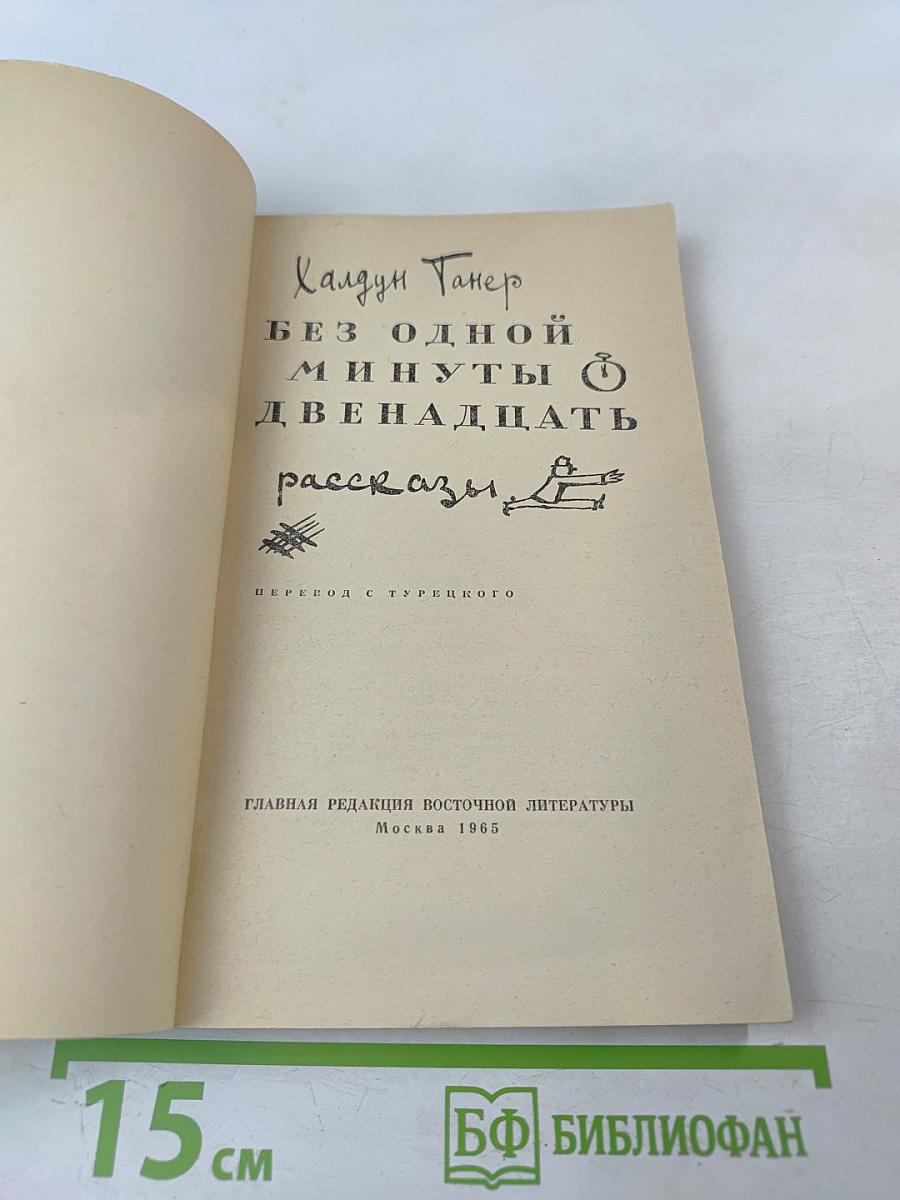 Халдун Танер
БЕЗ ОДНОЙ
МИНУТЫ
ДВЕНАДЦАТЬ
рассказы
ПЕРЕВОД С ТУРЕЦКОГО
ГЛАВНАЯ РЕДАКЦИЯ ВОСТОЧНОЙ ЛИТЕРАТУРЫ
Москва 1965
15 см
БФ БИБЛИОФАН